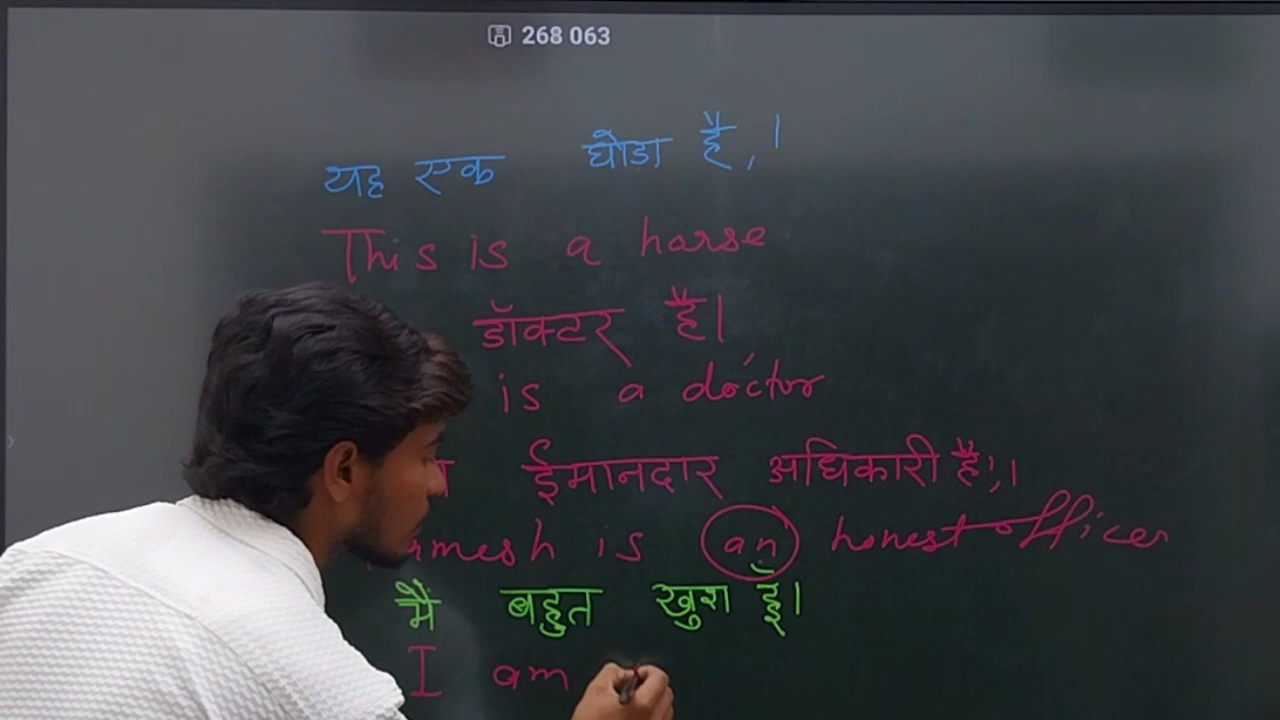 268 063
यह एक घोडा है,।
This is a harse
डॉक्टर है।
is a doctor
ईमानदार अधिकारी है,।
rmesh is an honest officer
मै बहुत खुश हूँ।
I am